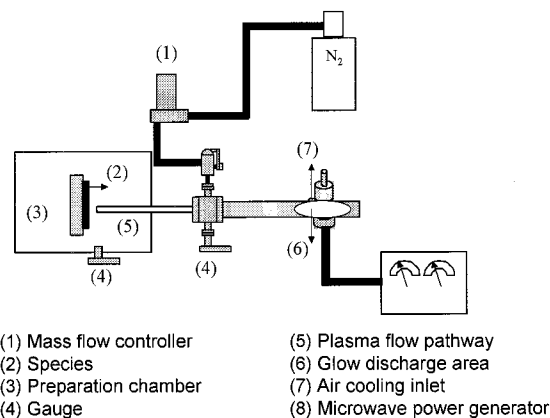 (1)
N2
(7)
(2)
(3)
(5)
(6)
(4)
(4)
(1) Mass flow controller
(2) Species
(3) Preparation chamber
(4) Gauge
(5) Plasma flow pathway
(6) Glow discharge area
(7) Air cooling inlet
(8) Microwave power generator